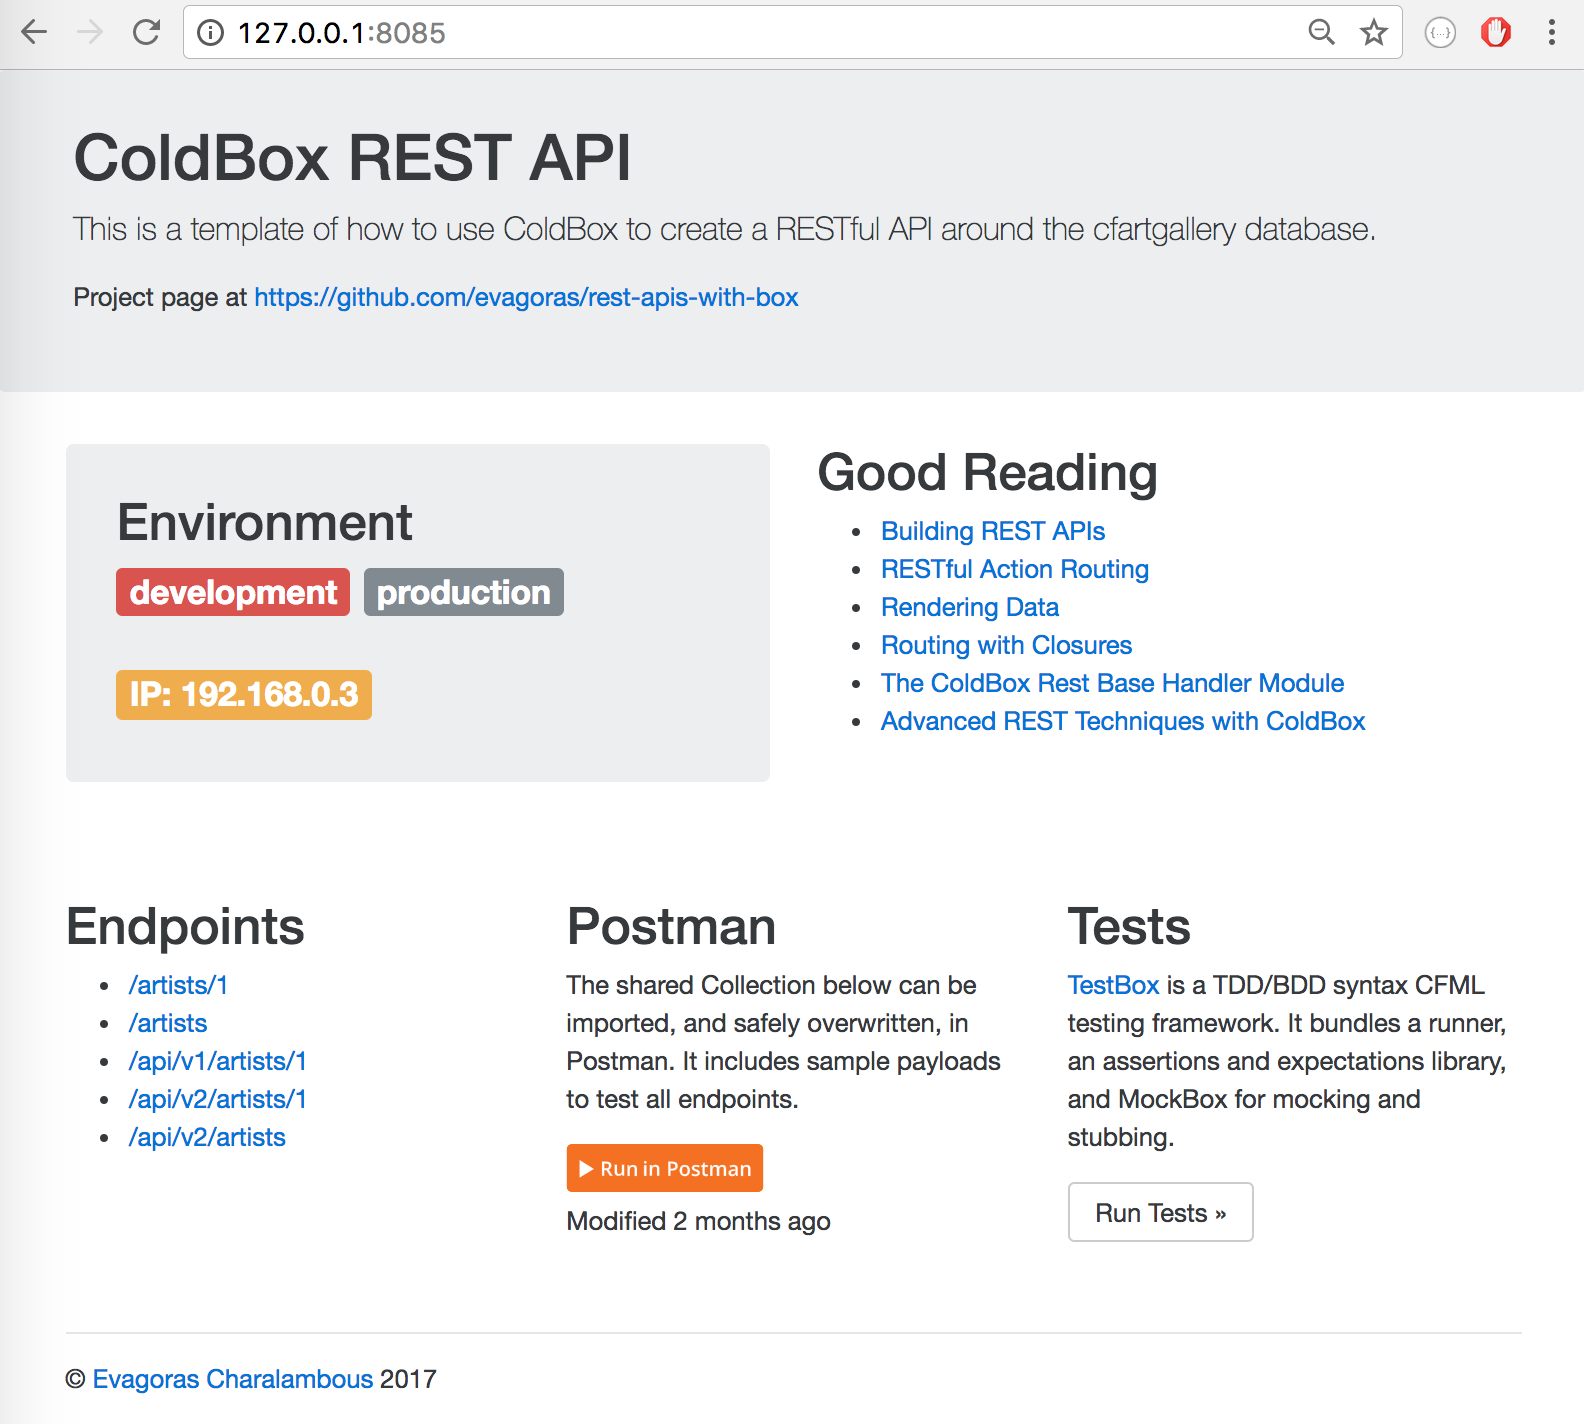 127.0.0.1:8085
ColdBox REST API
This is a template of how to use ColdBox to create a RESTful API around the cfartgallery database.
Project page at https://github.com/evagoras/rest-apis-with-box
Environment
development production
IP: 192.168.0.3
Good Reading
Building REST APIs
RESTful Action Routing
Rendering Data
Routing with Closures
The ColdBox Rest Base Handler Module
Advanced REST Techniques with ColdBox
Endpoints
/artists/1
/artists
/api/v1/artists/1
/api/v2/artists/1
/api/v2/artists
Postman
The shared Collection below can be
imported, and safely overwritten, in
Postman. It includes sample payloads
to test all endpoints.
Run in Postman
Modified 2 months ago
Tests
TestBox is a TDD/BDD syntax CFML
testing framework. It bundles a runner,
an assertions and expectations library,
and MockBox for mocking and
stubbing.
Run Tests »
© Evagoras Charalambous 2017